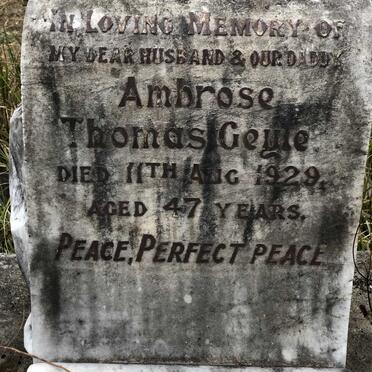 IN LOVING MEMORY OF
MY DEAR HUSBAND & OUR DADDY
Ambrose
Thomas Geyle
DIED 11TH AUG 1929,
AGED 47 YEARS.
PEACE, PERFECT PEACE